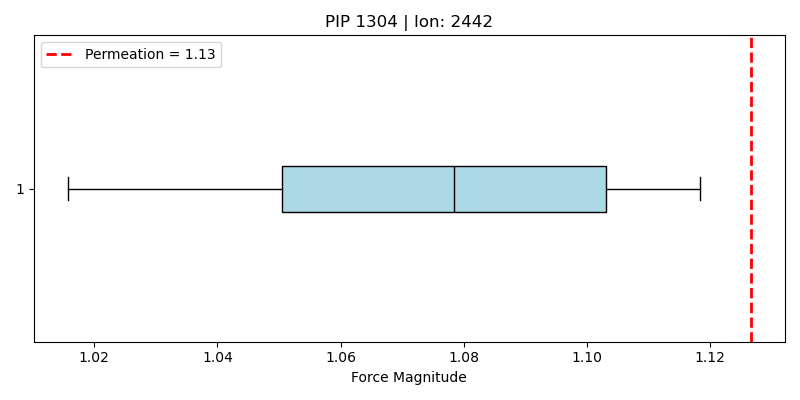 PIP 1304 | Ion: 2442
Permeation = 1.13
1
1.02 1.04 1.06 1.08 1.10 1.12
Force Magnitude